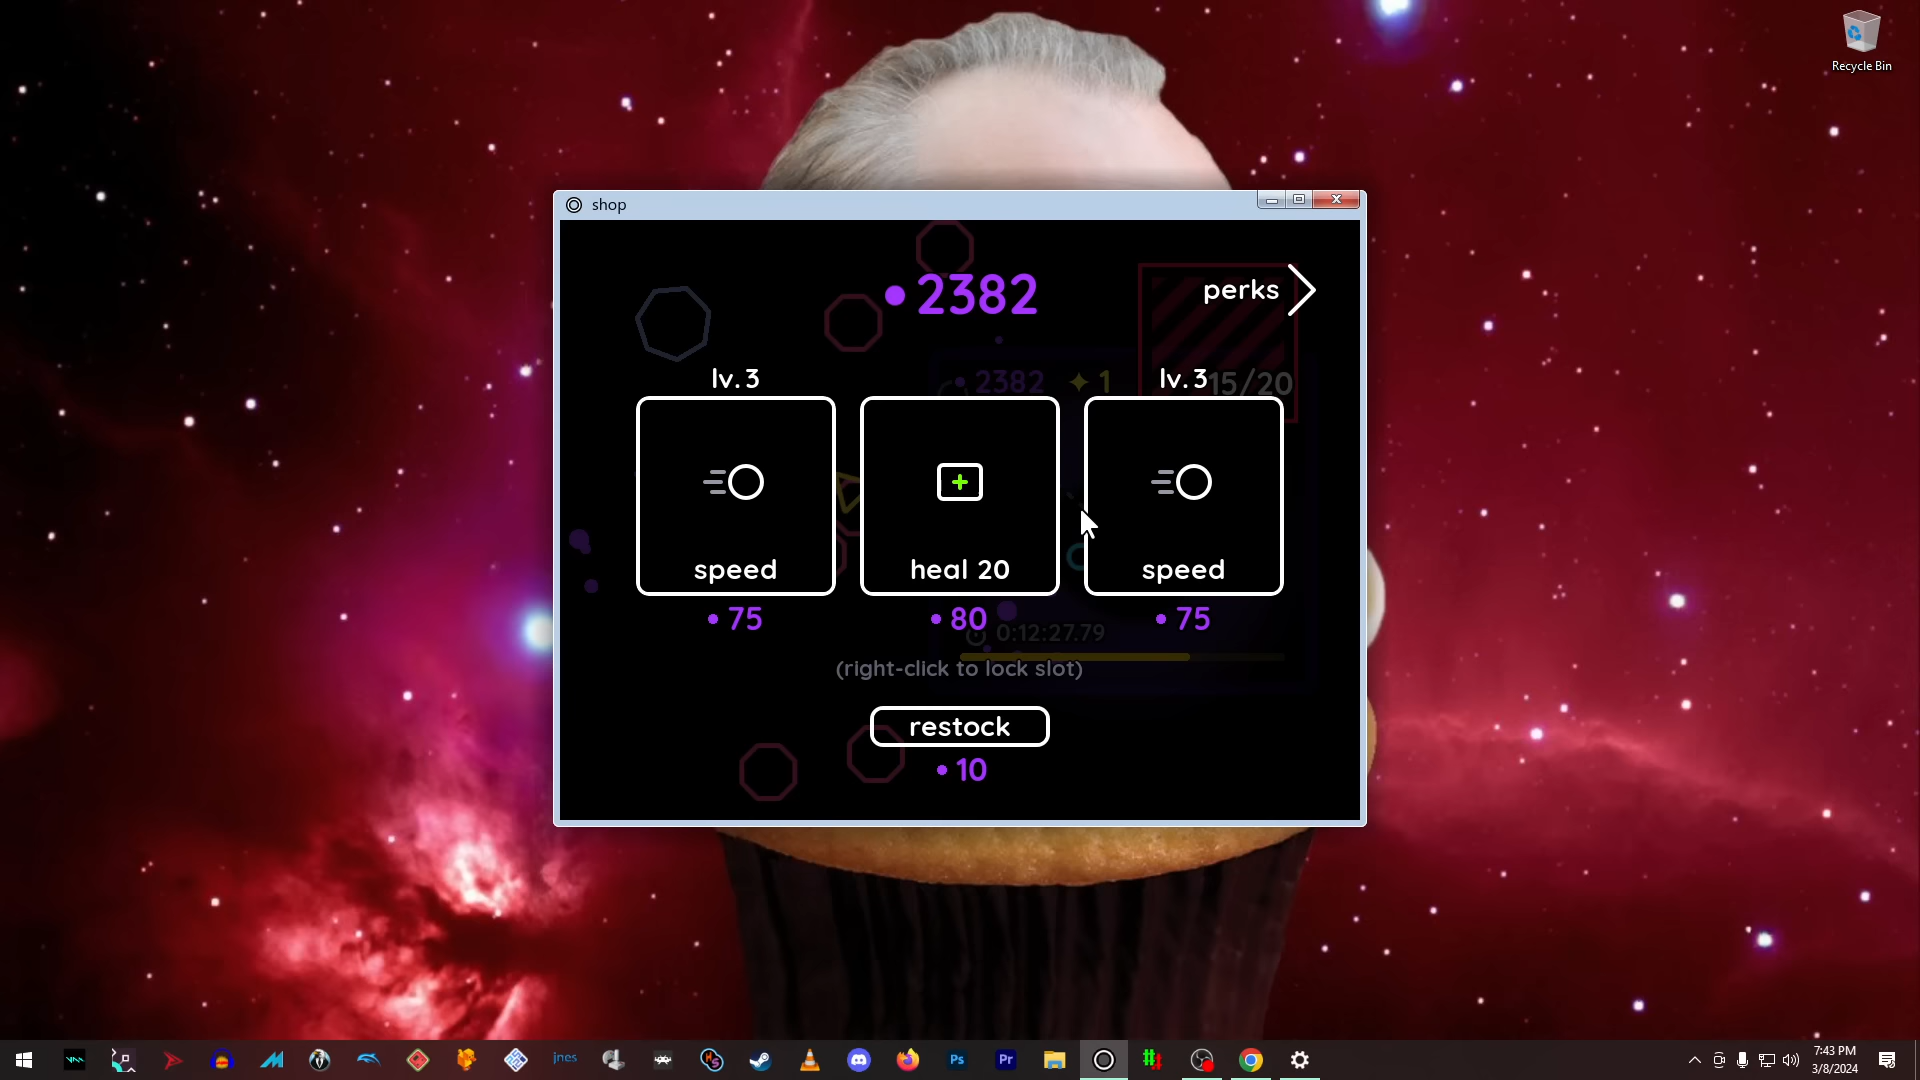 Recycle Bin
shop
2382
perks
2382 1
lv. 3
lv. 3
15/20
speed
heal 20
speed
75
80
75
0:12:27.79
(right-click to lock slot)
restock
10
jnes
Ps
Pr
7:43 PM
3/8/2024